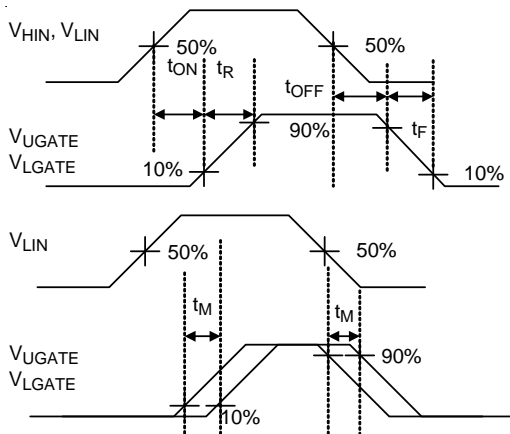 VHIN, VLIN
50%
50%
tON
tR
tOFF
tF
VUGATE
VLGATE
90%
10%
10%
VLIN
50%
50%
tM
tM
VUGATE
VLGATE
90%
10%